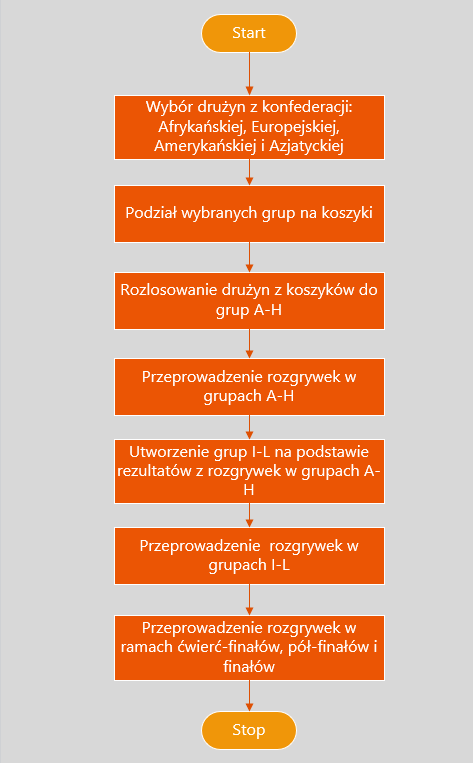 Start
Wybór drużyn z konfederacji:
Afrykańskiej, Europejskiej,
Amerykańskiej i Azjatyckiej
Podział wybranych grup na koszyki
Rozlosowanie drużyn z koszyków do
grup A-H
Przeprowadzenie rozgrywek w
grupach A-H
Utworzenie grup I-L na podstawie
rezultatów z rozgrywek w grupach A-
H
Przeprowadzenie  rozgrywek w
grupach I-L
Przeprowadzenie rozgrywek w
ramach ćwierć-finałów, pół-finałów i
finałów
Stop